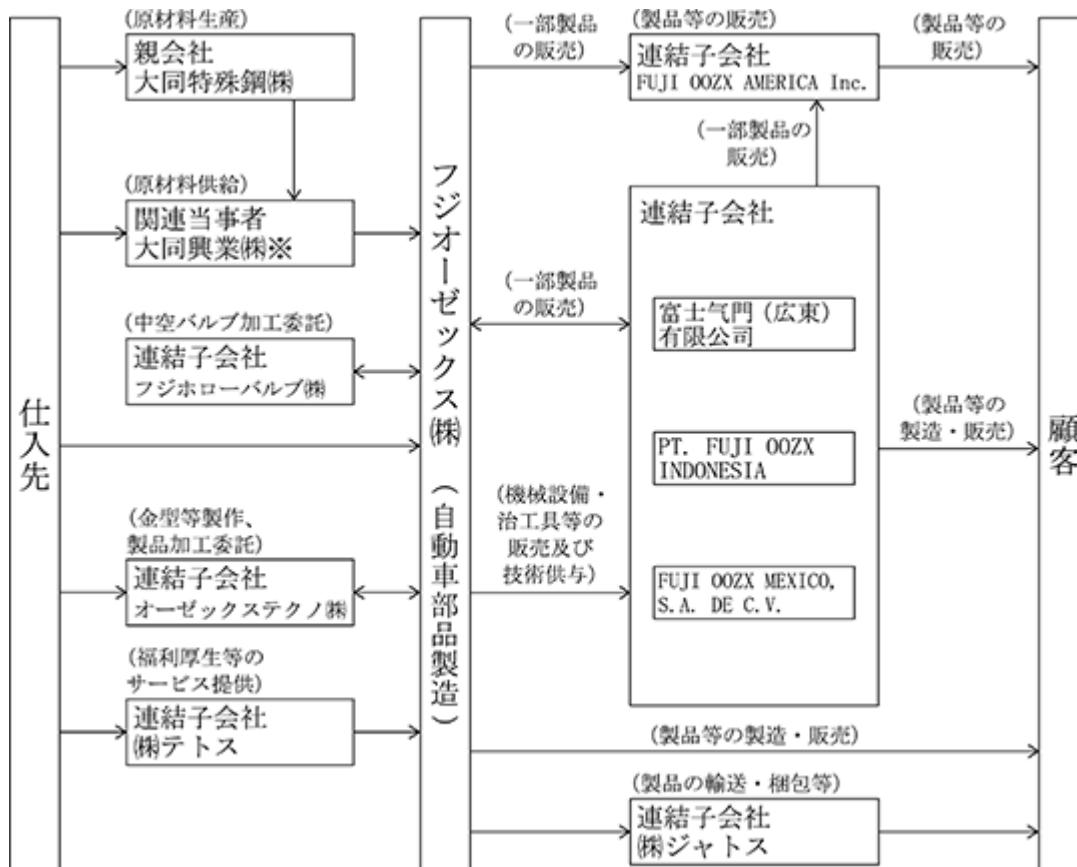 仕入先
(原材料生産)
親会社
大同特殊鋼㈱
(原材料供給)
関連当事者
大同興業㈱※
(中空バルブ加工委託)
連結子会社
フジホローバルブ㈱
(金型等製作、
製品加工委託)
連結子会社
オーゼックステクノ㈱
(福利厚生等の
サービス提供)
連結子会社
㈱テトス
フジオーゼックス㈱(自動車部品製造)
(一部製品
の販売)
(製品等の販売)
連結子会社
FUJI OOZX AMERICA Inc.
(製品等の
販売)
(一部製品の
販売)
連結子会社
(一部製品
の販売)
富士气門(広東)
有限公司
PT. FUJI OOZX
INDONESIA
(製品等の
製造・販売)
(機械設備・
治工具等の
販売及び
技術供与)
FUJI OOZX MEXICO,
S.A. DE C.V.
(製品等の製造・販売)
(製品の輸送・梱包等)
連結子会社
㈱ジャトス
顧客